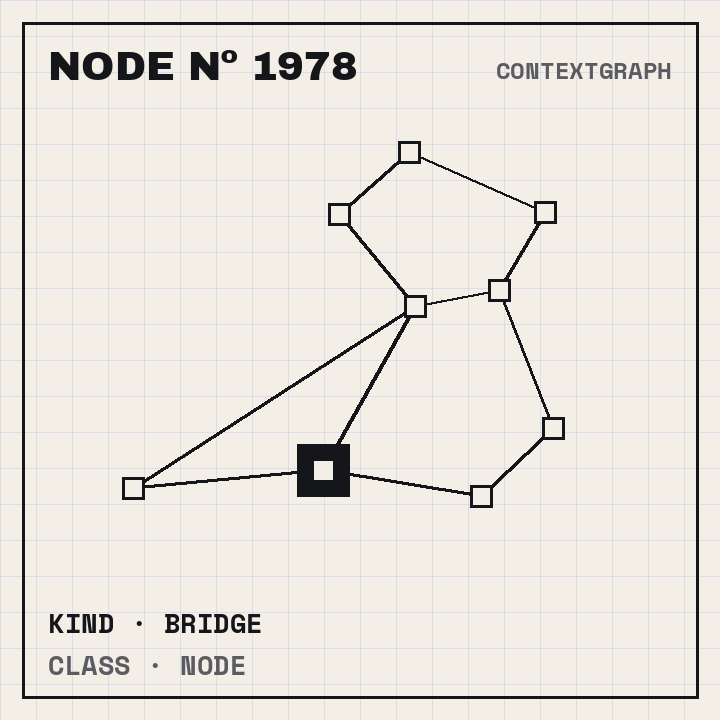 NODE Nº 1978
CONTEXTGRAPH
KIND · BRIDGE
CLASS · NODE